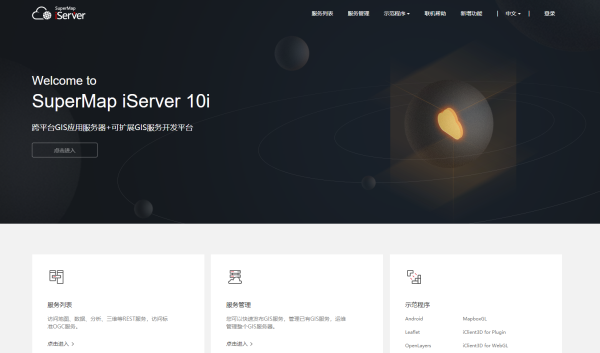 SuperMap
iServer
服务列表 服务管理 示范程序 联机帮助 新增功能 | 中文 | 登录
Welcome to
SuperMap iServer 10i
跨平台GIS应用服务器+可扩展GIS服务开发平台
点击进入
服务列表
访问地图、数据、分析、三维等REST服务，访问标
准OGC服务。
点击进入
服务管理
您可以快速发布GIS服务，管理已有GIS服务，运维
管理整个GIS服务器。
点击进入
示范程序
Android MapboxGL
Leaflet iClient3D for Plugin
OpenLayers iClient3D for WebGL